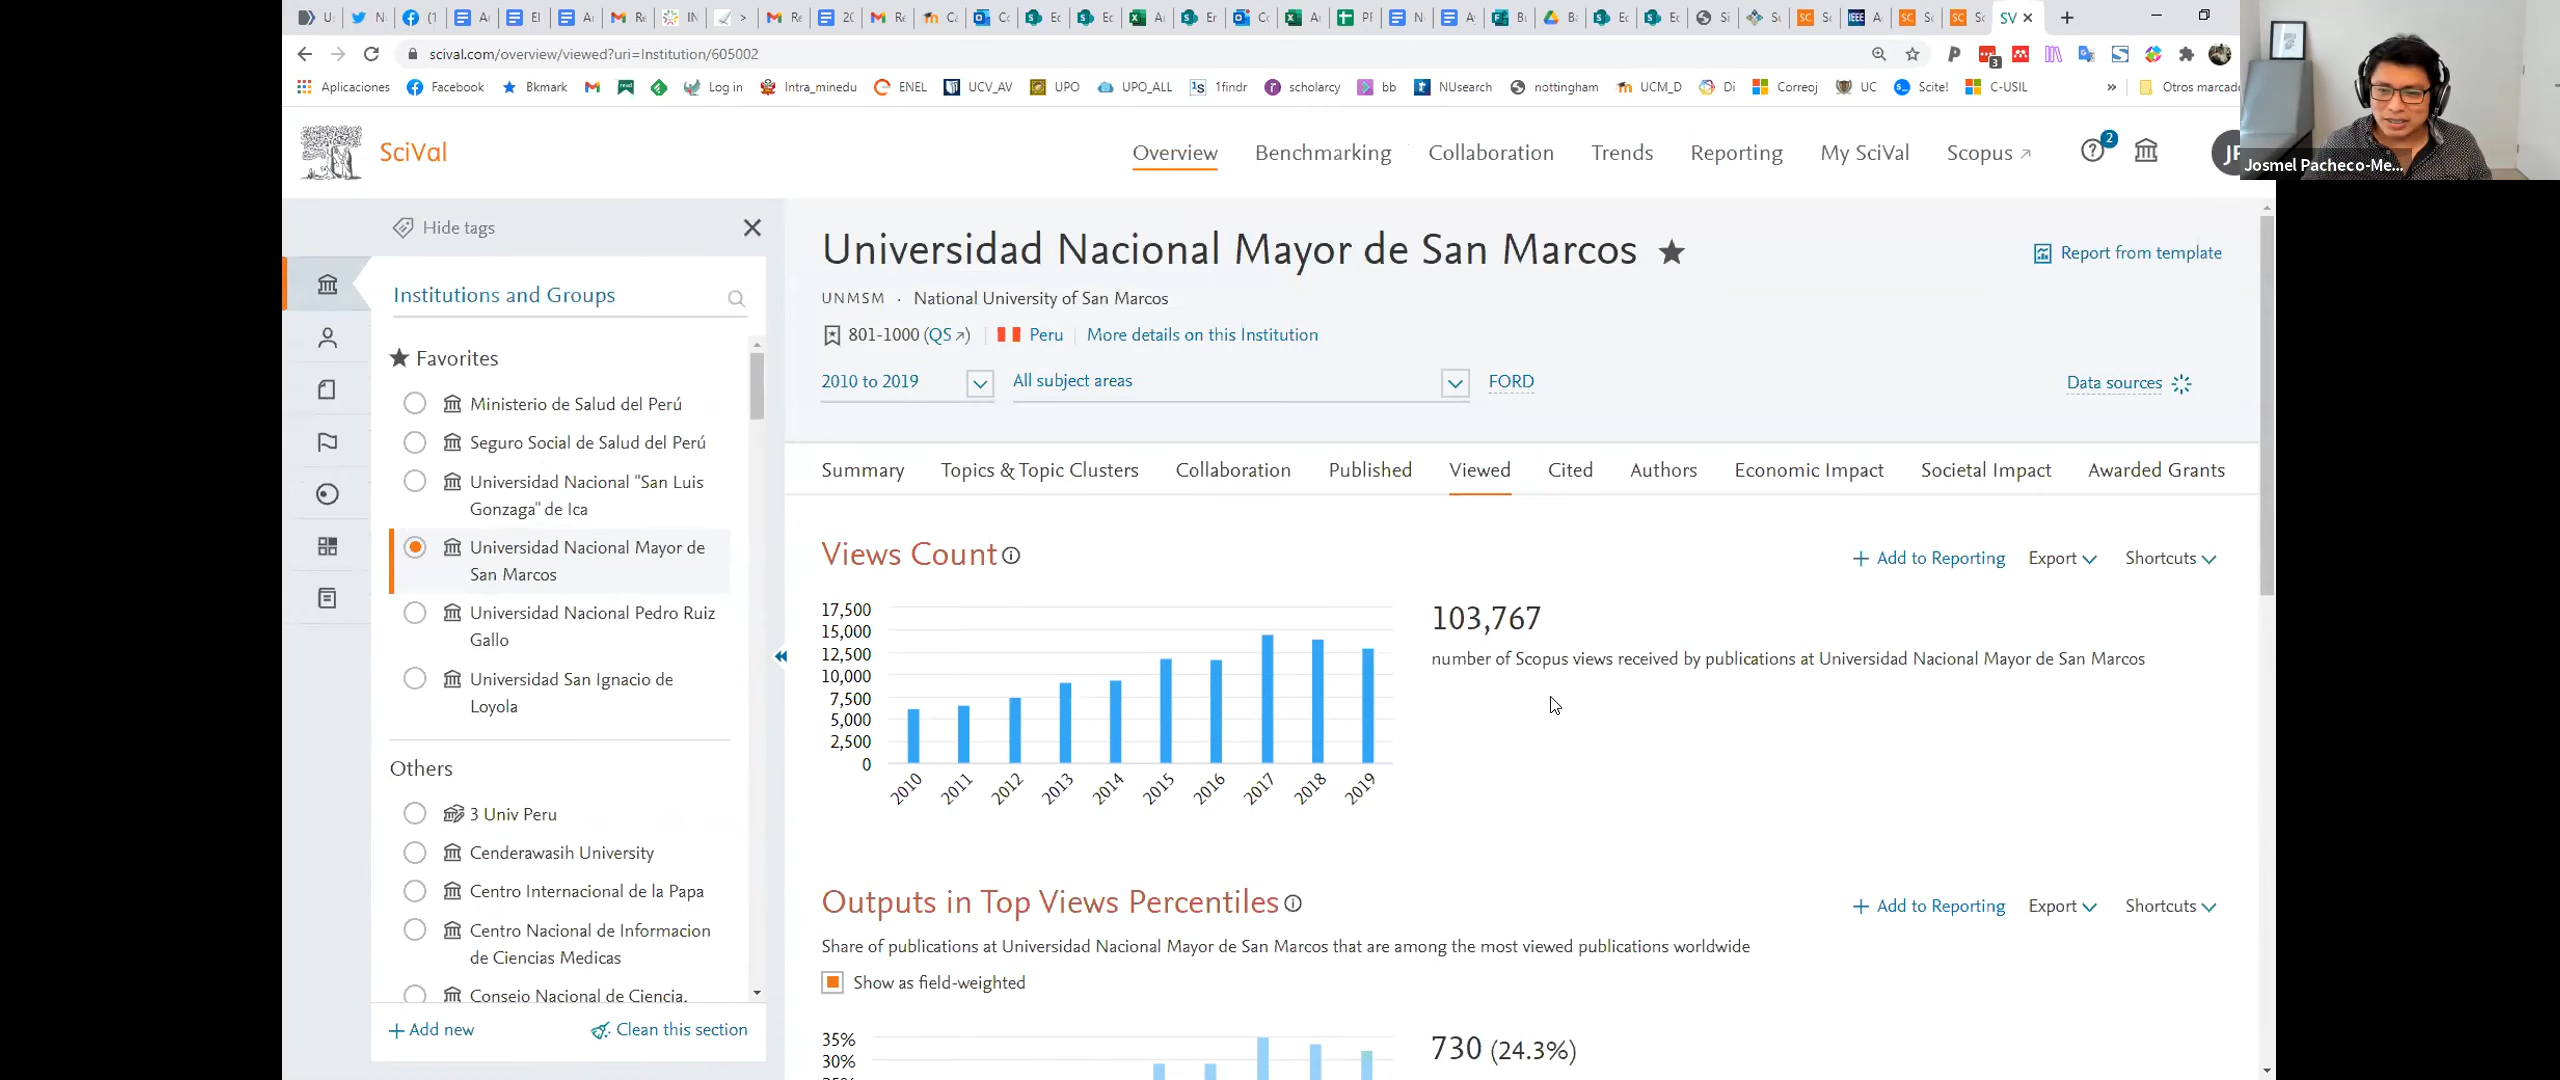 scival.com/overview/viewed?uri=Institution/605002
Aplicaciones Facebook Bkmark Log in Intra_minedu ENEL UCV_AV UPO UPO_ALL 1findr scholarcy bb NUsearch nottingham UCM_D Di Correoj UC Scite! C-USIL » Otros marcado
Josmel Pacheco-Me...
SciVal
Overview Benchmarking Collaboration Trends Reporting My SciVal Scopus
2
Hide tags
Institutions and Groups
Favorites
Ministerio de Salud del Perú
Seguro Social de Salud del Perú
Universidad Nacional "San Luis
Gonzaga" de Ica
Universidad Nacional Mayor de
San Marcos
Universidad Nacional Pedro Ruiz
Gallo
Universidad San Ignacio de
Loyola
Others
3 Univ Peru
Cenderawasih University
Centro Internacional de la Papa
Centro Nacional de Informacion
de Ciencias Medicas
Consejo Nacional de Ciencia,
Add new Clean this section
Universidad Nacional Mayor de San Marcos
Report from template
UNMSM · National University of San Marcos
801-1000 (QS) Peru More details on this Institution
2010 to 2019 All subject areas FORD Data sources
Summary Topics & Topic Clusters Collaboration Published Viewed Cited Authors Economic Impact Societal Impact Awarded Grants
Views Count
+ Add to Reporting Export Shortcuts
17,500
15,000
12,500
10,000
7,500
5,000
2,500
0
2010 2011 2012 2013 2014 2015 2016 2017 2018 2019
103,767
number of Scopus views received by publications at Universidad Nacional Mayor de San Marcos
Outputs in Top Views Percentiles
+ Add to Reporting Export Shortcuts
Share of publications at Universidad Nacional Mayor de San Marcos that are among the most viewed publications worldwide
Show as field-weighted
35%
30%
730 (24.3%)